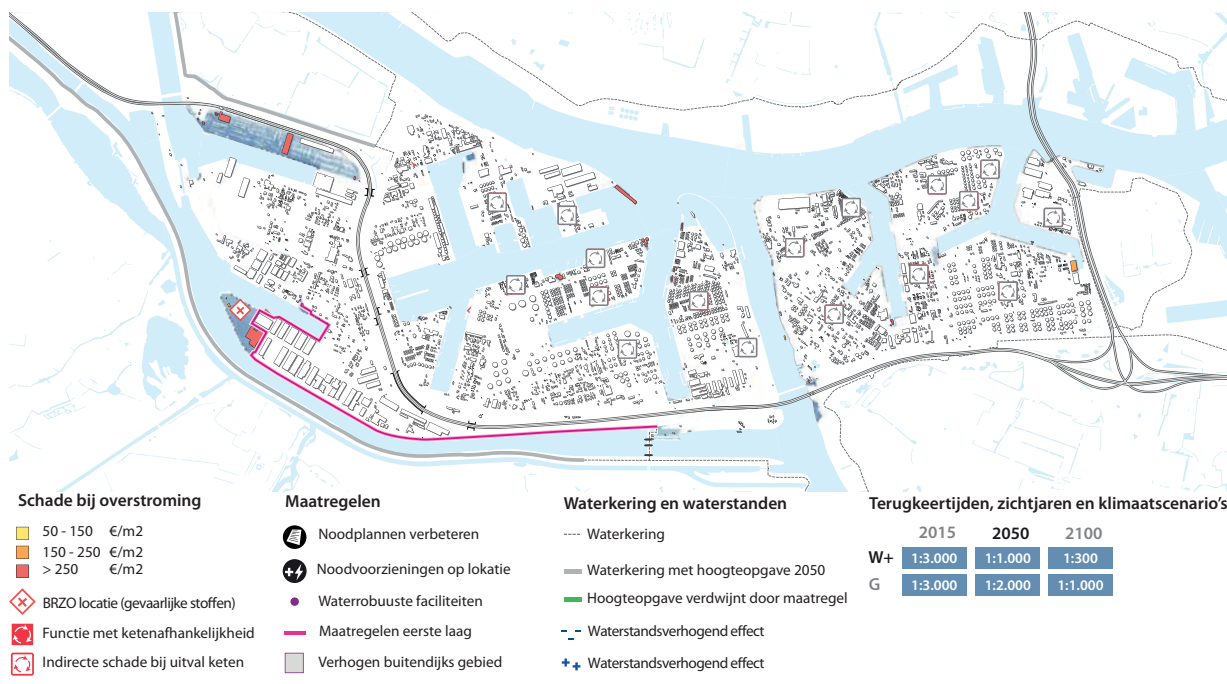 Schade bij overstroming
50 - 150 €/m2
150 - 250 €/m2
> 250 €/m2
BRZO locatie (gevaarlijke stoffen)
Functie met ketenafhankelijkheid
Indirecte schade bij uitval keten
Maatregelen
Noodplannen verbeteren
Noodvoorzieningen op lokatie
Waterrobuuste faciliteiten
Maatregelen eerste laag
Verhogen buitendijks gebied
Waterkering en waterstanden
Waterkering
Waterkering met hoogteopgave 2050
Hoogteopgave verdwijnt door maatregel
Waterstandsverhogend effect
Waterstandsverhogend effect
Terugkeertijden, zichtjaren en klimaatscenario's
2015 2050 2100
W+ 1:3.000 1:1.000 1:300
G 1:3.000 1:2.000 1:1.000